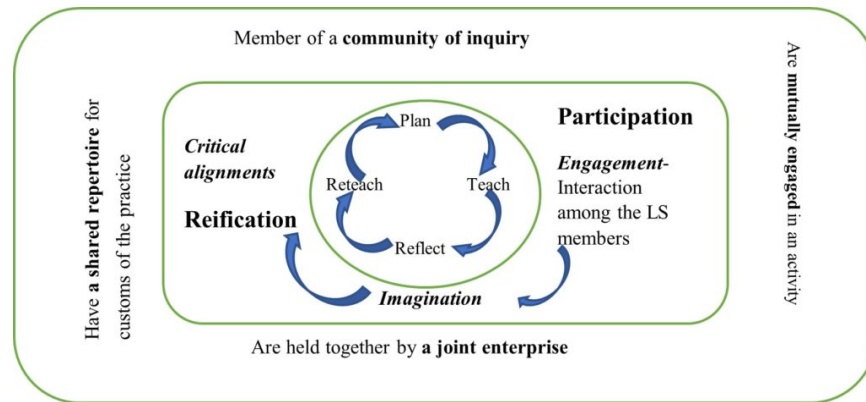 Member of a community of inquiry
Have a shared repertoire for
customs of the practice
Critical
alignments
Reification
Plan
Teach
Reflect
Reteach
Imagination
Participation
Engagement-
Interaction
among the LS
members
Are mutually engaged in an
activity
Are held together by a joint enterprise